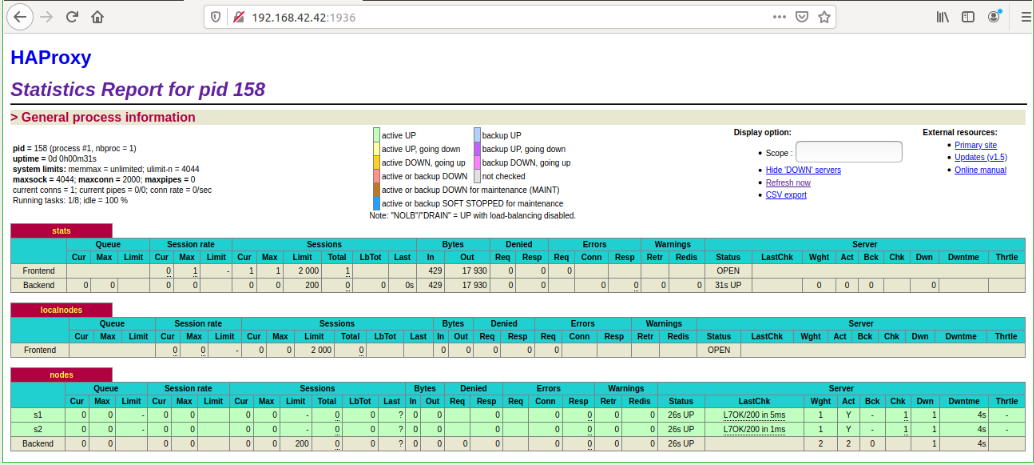 192.168.42.42:1936
HAProxy
Statistics Report for pid 158
> General process information
pid = 158 (process #1, nbproc = 1)
uptime = 0d 0h00m31s
system limits: memmax = unlimited; ulimit-n = 4044
maxsock = 4044; maxconn = 2000; maxpipes = 0
current conns = 1; current pipes = 0/0; conn rate = 0/sec
Running tasks: 1/8; idle = 100 %
active UP backup UP
active UP, going down backup UP, going down
active DOWN, going up backup DOWN, going up
active or backup DOWN not checked
active or backup DOWN for maintenance (MAINT)
active or backup SOFT STOPPED for maintenance
Note: "NOLB"/"DRAIN" = UP with load-balancing disabled.
Display option:
• Scope :
• Hide 'DOWN' servers
• Refresh now
• CSV export
External resources:
• Primary site
• Updates (v1.5)
• Online manual
stats
Queue Session rate Sessions Bytes Denied Errors Warnings Server
Cur Max Limit Cur Max Limit Cur Max Limit Total LbTot Last In Out Req Resp Req Conn Resp Retr Redis Status LastChk Wght Act Bck Chk Dwn Dwntme Thrtle
Frontend 0 1 - 1 1 2 000 1 429 17 930 0 0 0 OPEN
Backend 0 0 0 0 0 0 200 0 0 0s 429 17 930 0 0 0 0 0 0 31s UP 0 0 0 0
localnodes
Queue Session rate Sessions Bytes Denied Errors Warnings Server
Cur Max Limit Cur Max Limit Cur Max Limit Total LbTot Last In Out Req Resp Req Conn Resp Retr Redis Status LastChk Wght Act Bck Chk Dwn Dwntme Thrtle
Frontend 0 0 - 0 0 2 000 0 0 0 0 0 0 OPEN
nodes
Queue Session rate Sessions Bytes Denied Errors Warnings Server
Cur Max Limit Cur Max Limit Cur Max Limit Total LbTot Last In Out Req Resp Req Conn Resp Retr Redis Status LastChk Wght Act Bck Chk Dwn Dwntme Thrtle
s1 0 0 - 0 0 0 0 - 0 0 ? 0 0 0 0 0 0 0 26s UP L7OK/200 in 5ms 1 Y - 1 1 4s -
s2 0 0 - 0 0 0 0 - 0 0 ? 0 0 0 0 0 0 0 26s UP L7OK/200 in 1ms 1 Y - 1 1 4s -
Backend 0 0 0 0 0 0 200 0 0 ? 0 0 0 0 0 0 0 0 26s UP 2 2 0 1 4s